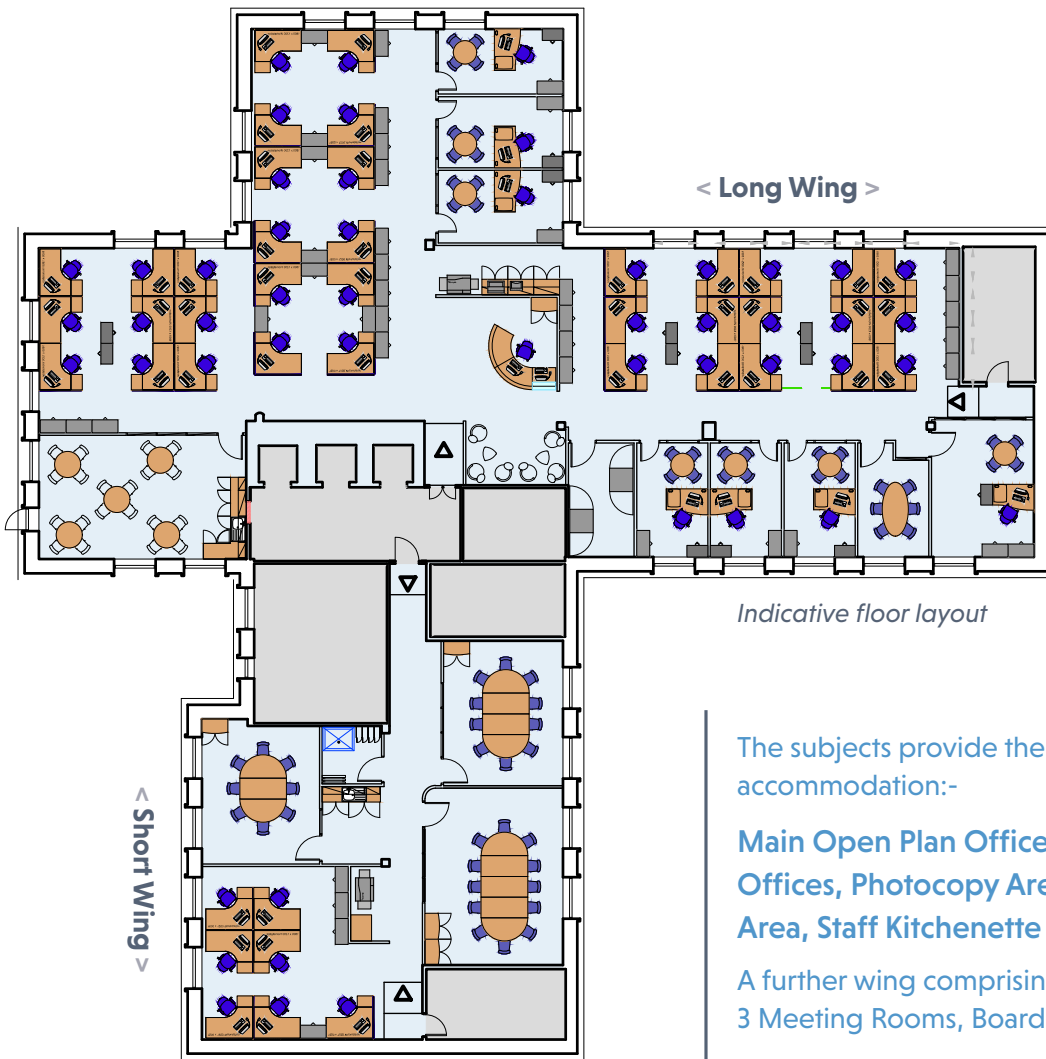 < Long Wing >
Indicative floor layout
< Short Wing >
The subjects provide the
accommodation:-
Main Open Plan Office
Offices, Photocopy Are
Area, Staff Kitchenette
A further wing comprisin
3 Meeting Rooms, Board